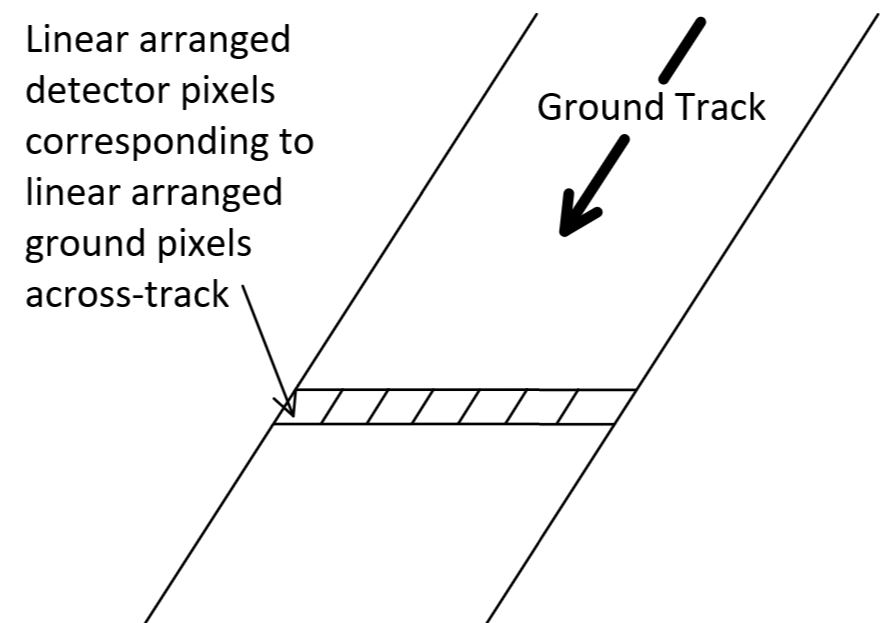 Linear arranged
detector pixels
corresponding to
linear arranged
ground pixels
across-track
Ground Track